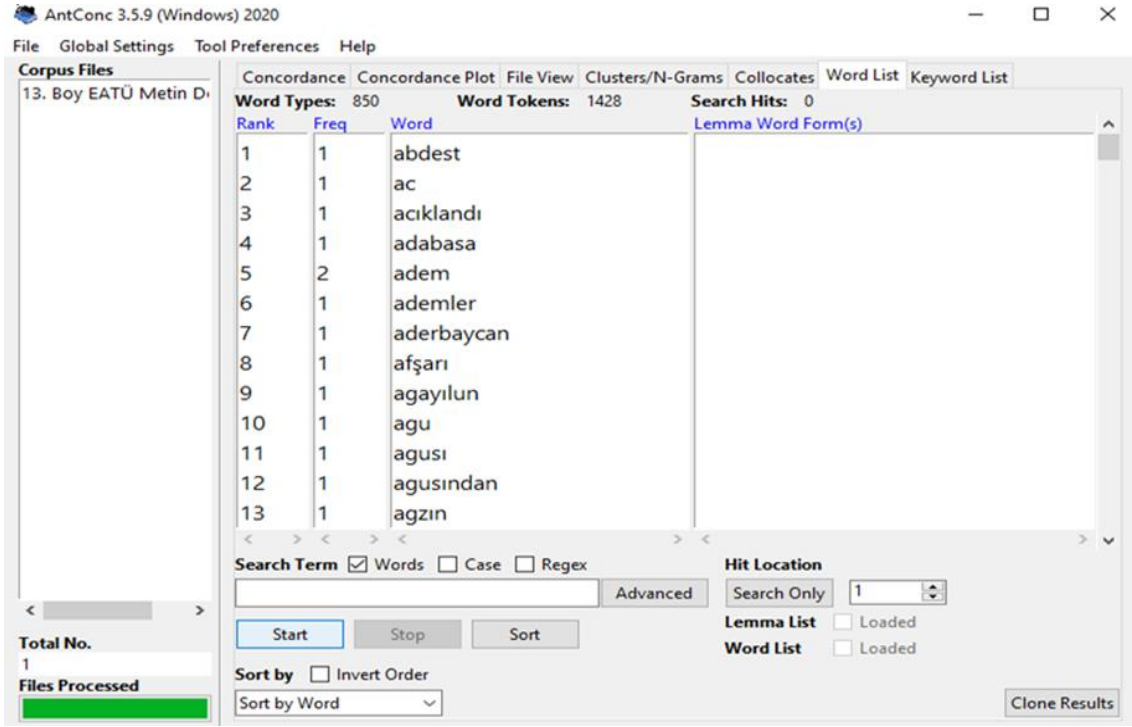 AntConc 3.5.9 (Windows) 2020
File Global Settings Tool Preferences Help
Corpus Files
13. Boy EATÜ Metin
Concordance Concordance Plot File View Clusters/N-Grams Collocates Word List Keyword List
Word Types: 850 Word Tokens: 1428 Search Hits: 0
Rank Freq Word Lemma Word Form(s)
1 1 abdest
2 1 ac
3 1 acıklandı
4 1 adabasa
5 2 adem
6 1 ademler
7 1 aderbaycan
8 1 afşarı
9 1 agayılun
10 1 agu
11 1 agusı
12 1 agusından
13 1 agzın
Search Term Words Case Regex Hit Location
Advanced Search Only 1
Start Stop Sort Lemma List Loaded
Word List Loaded
Total No.
1
Files Processed
Sort by Invert Order
Sort by Word Clone Results